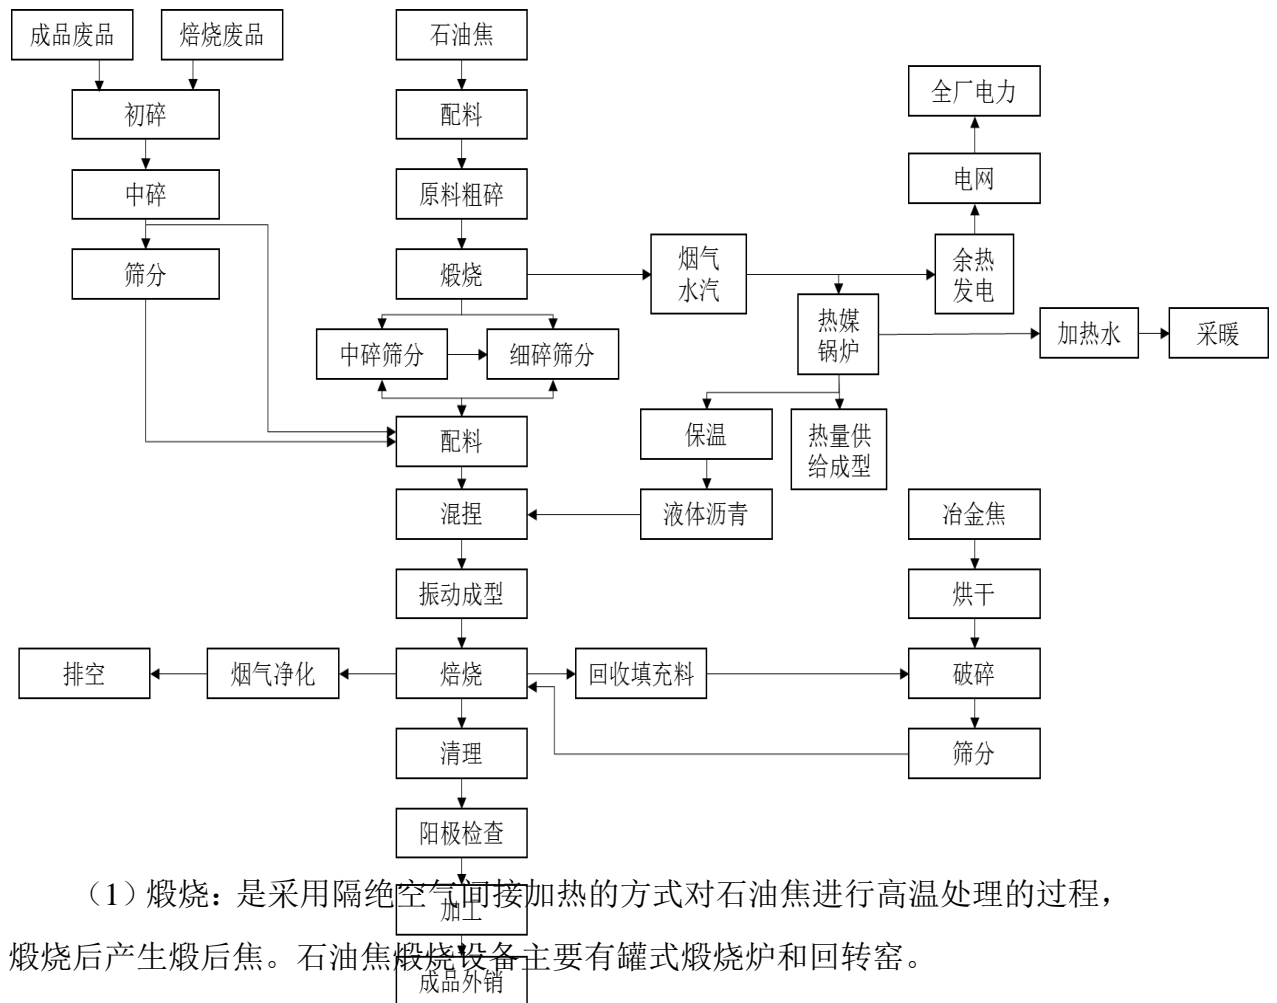 成品废品
焙烧废品
石油焦
全厂电力
初碎
配料
电网
中碎
原料粗碎
筛分
煅烧
烟气
水汽
余热
发电
热媒
锅炉
加热水
采暖
中碎筛分
细碎筛分
配料
保温
热量供
给成型
混捏
液体沥青
冶金焦
振动成型
烘干
排空
烟气净化
焙烧
回收填充料
破碎
清理
筛分
阳极检查
（1）煅烧：是采用隔绝空气间接加热的方式对石油焦进行高温处理的过程，
加工
煅烧后产生煅后焦。石油焦煅烧设备主要有罐式煅烧炉和回转窑。
成品外销